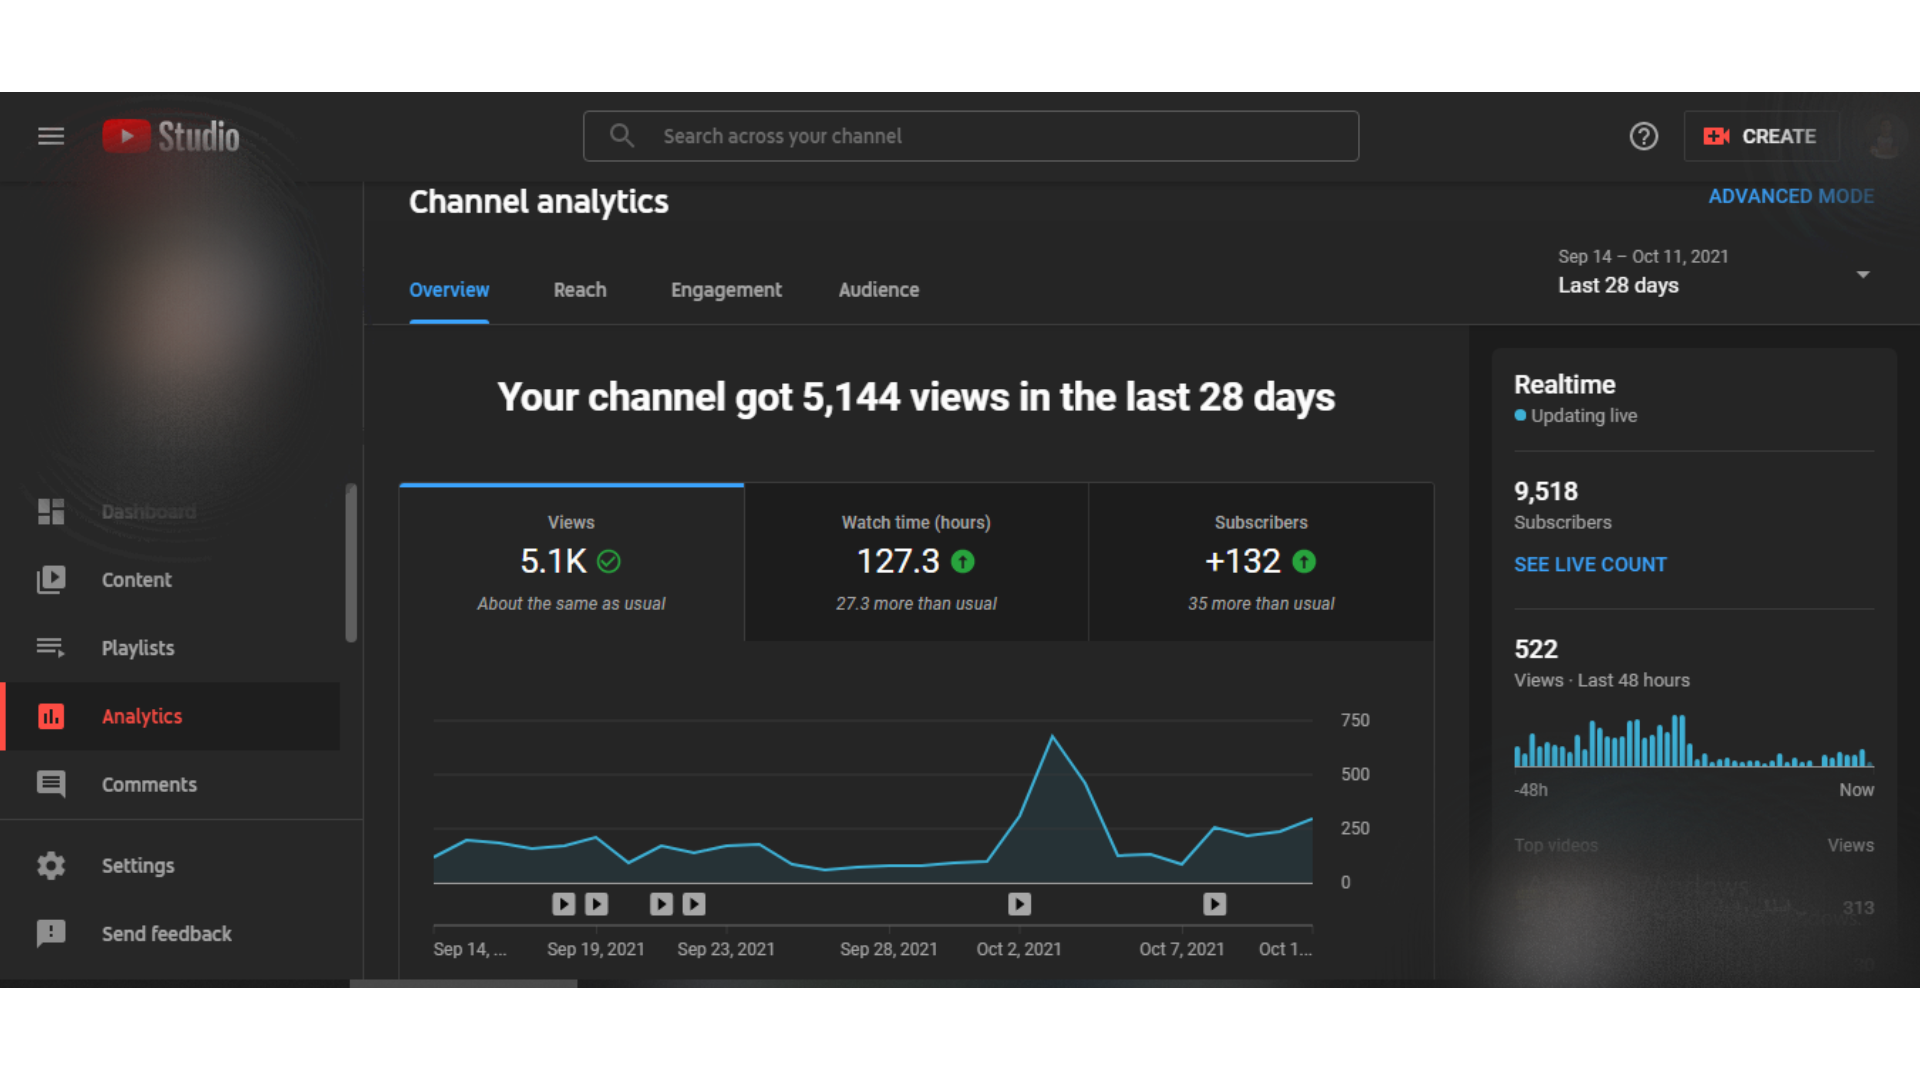 Studio
Search across your channel
CREATE
Channel analytics
ADVANCED MODE
Sep 14 – Oct 11, 2021
Last 28 days
Overview
Reach
Engagement
Audience
Your channel got 5,144 views in the last 28 days
Views
5.1K
About the same as usual
Watch time (hours)
127.3
27.3 more than usual
Subscribers
+132
35 more than usual
750
500
250
0
Sep 14, ...
Sep 19, 2021
Sep 23, 2021
Sep 28, 2021
Oct 2, 2021
Oct 7, 2021
Oct 1...
Dashboard
Content
Playlists
Analytics
Comments
Settings
Send feedback
Realtime
Updating live
9,518
Subscribers
SEE LIVE COUNT
522
Views · Last 48 hours
-48h
Now
Top videos
Views
313